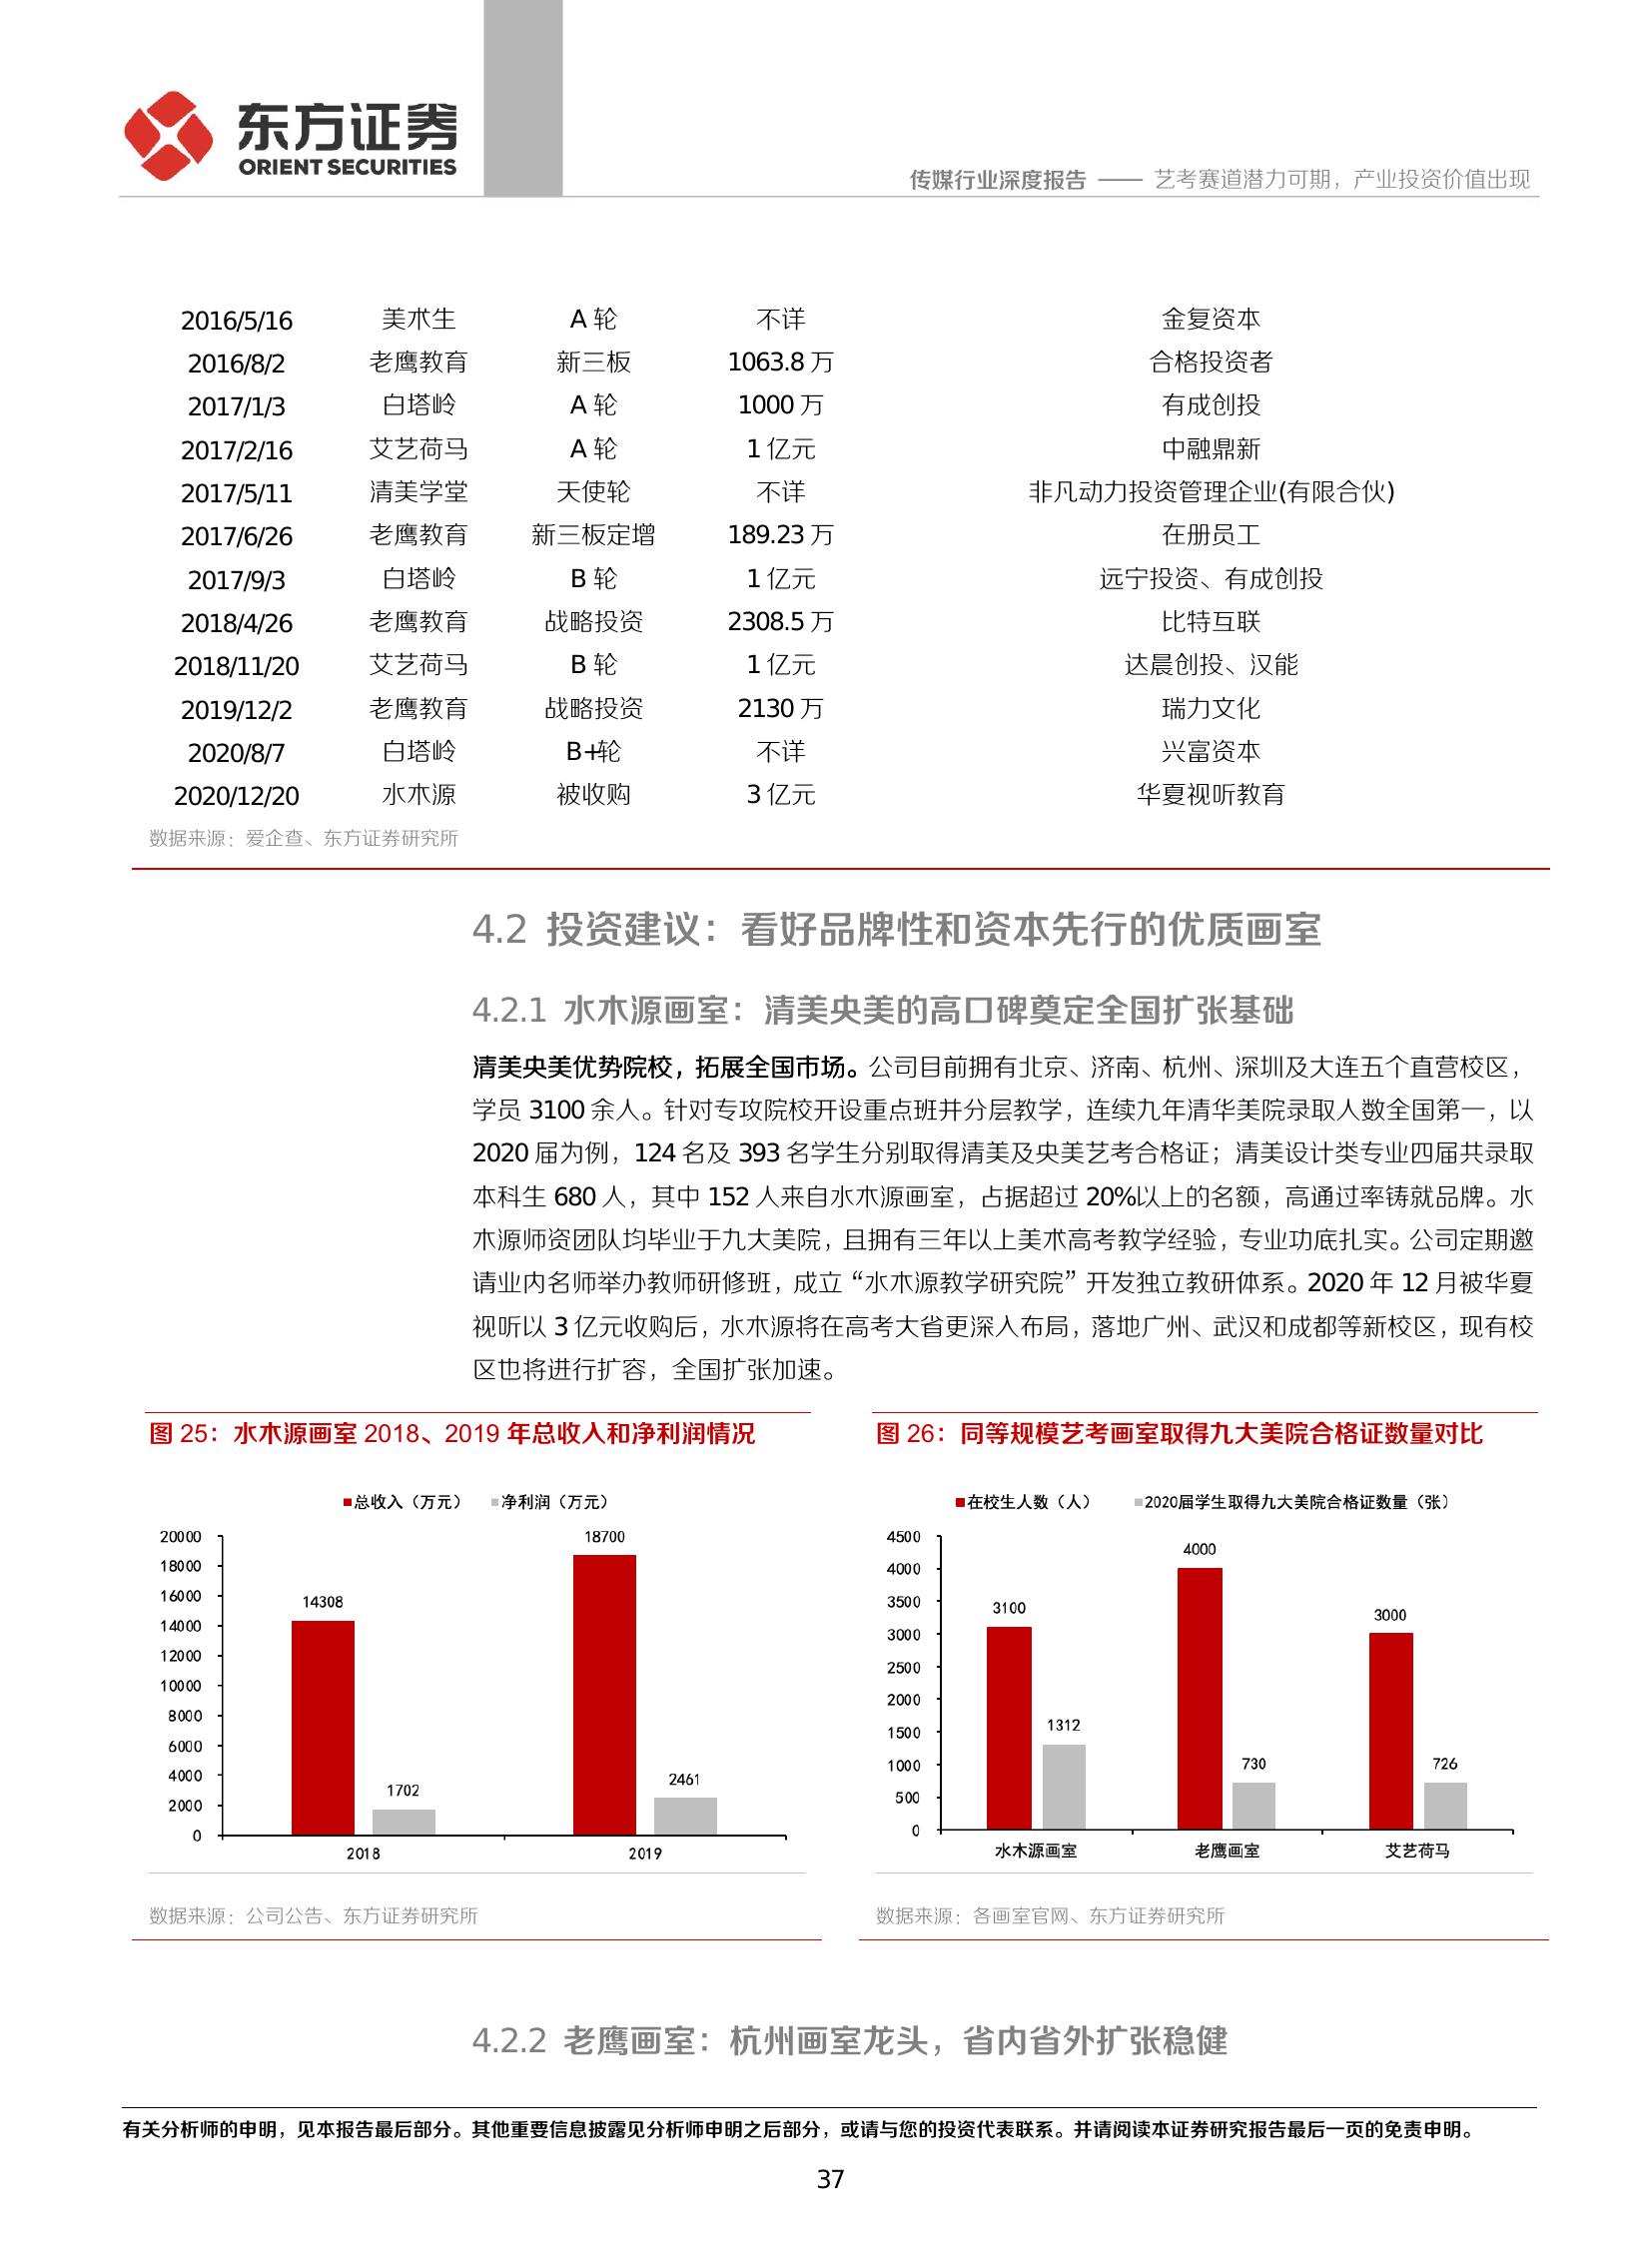 东方证券
ORIENT SECURITIES
传媒行业深度报告 —— 艺考赛道潜力可期，产业投资价值出现
2016/5/16 美术生 A 轮 不详 金复资本
2016/8/2 老鹰教育 新三板 1063.8 万 合格投资者
2017/1/3 白塔岭 A 轮 1000 万 有成创投
2017/2/16 艾艺荷马 A 轮 1 亿元 中融鼎新
2017/5/11 清美学堂 天使轮 不详 非凡动力投资管理企业(有限合伙)
2017/6/26 老鹰教育 新三板定增 189.23 万 在册员工
2017/9/3 白塔岭 B 轮 1 亿元 远宁投资、有成创投
2018/4/26 老鹰教育 战略投资 2308.5 万 比特互联
2018/11/20 艾艺荷马 B 轮 1 亿元 达晨创投、汉能
2019/12/2 老鹰教育 战略投资 2130 万 瑞力文化
2020/8/7 白塔岭 B+轮 不详 兴富资本
2020/12/20 水木源 被收购 3 亿元 华夏视听教育
数据来源：爱企查、东方证券研究所
4.2 投资建议：看好品牌性和资本先行的优质画室
4.2.1 水木源画室：清美央美的高口碑奠定全国扩张基础
清美央美优势院校，拓展全国市场。公司目前拥有北京、济南、杭州、深圳及大连五个直营校区，
学员 3100 余人。针对专攻院校开设重点班并分层教学，连续九年清华美院录取人数全国第一，以
2020 届为例，124 名及 393 名学生分别取得清美及央美艺考合格证；清美设计类专业四届共录取
本科生 680 人，其中 152 人来自水木源画室，占据超过 20%以上的名额，高通过率铸就品牌。水
木源师资团队均毕业于九大美院，且拥有三年以上美术高考教学经验，专业功底扎实。公司定期邀
请业内名师举办教师研修班，成立“水木源教学研究院”开发独立教研体系。2020 年 12 月被华夏
视听以 3 亿元收购后，水木源将在高考大省更深入布局，落地广州、武汉和成都等新校区，现有校
区也将进行扩容，全国扩张加速。
图 25：水木源画室 2018、2019 年总收入和净利润情况
总收入（万元） 净利润（万元）
20000
18000
16000
14000
12000
10000
8000
6000
4000
2000
0
14308
1702
18700
2461
2018 2019
数据来源：公司公告、东方证券研究所
图 26：同等规模艺考画室取得九大美院合格证数量对比
在校生人数（人） 2020届学生取得九大美院合格证数量（张）
4500
4000
3500
3000
2500
2000
1500
1000
500
0
3100
1312
4000
730
3000
726
水木源画室 老鹰画室 艾艺荷马
数据来源：各画室官网、东方证券研究所
4.2.2 老鹰画室：杭州画室龙头，省内省外扩张稳健
有关分析师的申明，见本报告最后部分。其他重要信息披露见分析师申明之后部分，或请与您的投资代表联系。并请阅读本证券研究报告最后一页的免责申明。
37